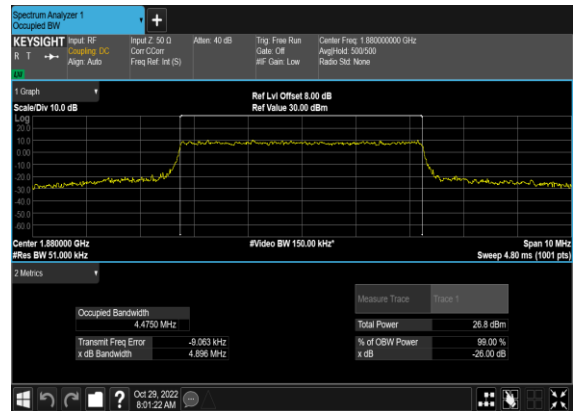 Spectrum Analyzer 1
Occupied BW
+
KEYSIGHT Input: RF Input Z: 50 Ω Atten: 40 dB Trig: Free Run Center Freq: 1.880000000 GHz
R T Coupling: DC Corr CCorr Gate: Off Avg|Hold: 500/500
Align: Auto Freq Ref: Int (S) #IF Gain: Low Radio Std: None
LXI
1 Graph
Ref Lvl Offset 8.00 dB
Scale/Div 10.0 dB Ref Value 30.00 dBm
Log
20.0
10.0
0.00
-10.0
-20.0
-30.0
-40.0
-50.0
-60.0
Center 1.880000 GHz #Video BW 150.00 kHz* Span 10 MHz
#Res BW 51.000 kHz Sweep 4.80 ms (1001 pts)
2 Metrics
Measure Trace Trace 1
Occupied Bandwidth
4.4750 MHz Total Power 26.8 dBm
Transmit Freq Error -9.063 kHz % of OBW Power 99.00 %
x dB Bandwidth 4.896 MHz x dB -26.00 dB
? Oct 29, 2022
8:01:22 AM